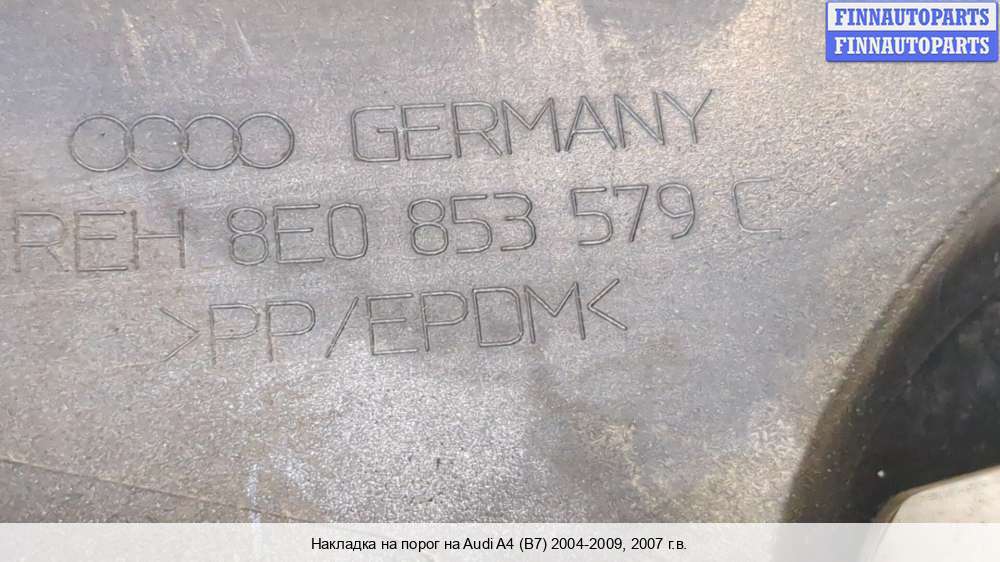 FINNAUTOPARTS
FINNAUTOPARTS
GERMANY
REH 8E0 853 579 C
>PP/EPDM<
Накладка на порог на Audi A4 (B7) 2004-2009, 2007 г.в.